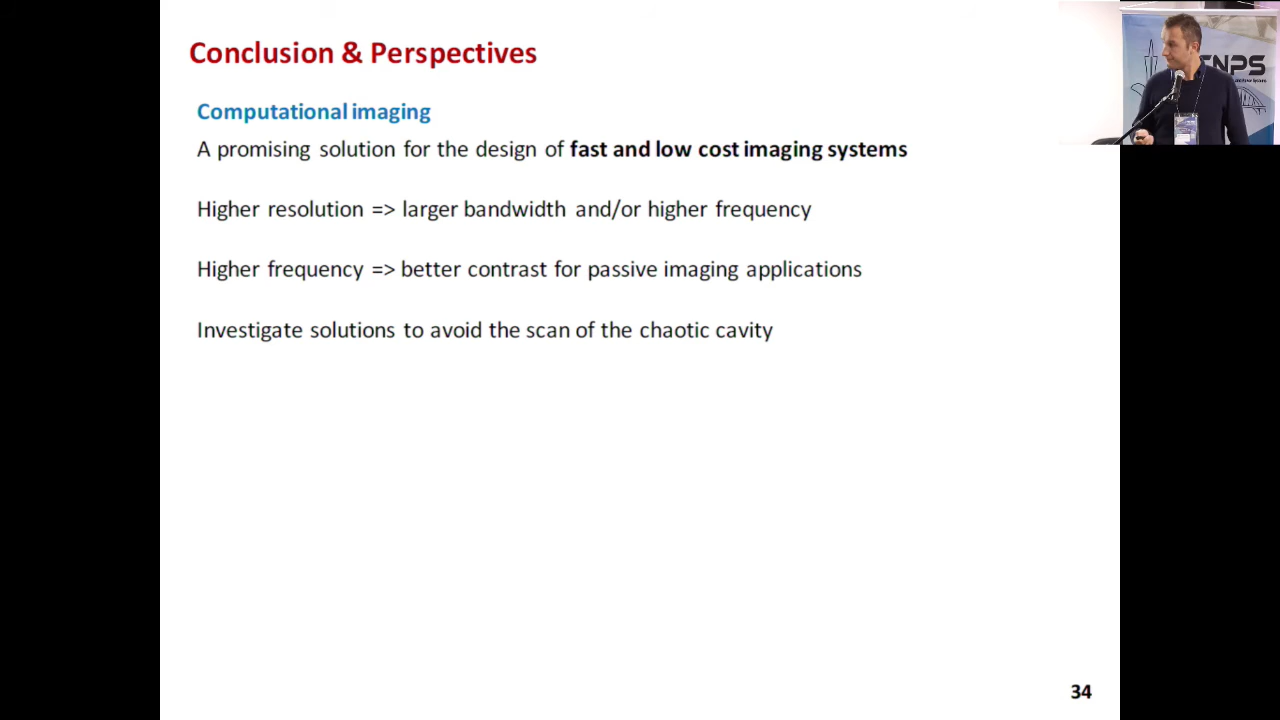 Conclusion & Perspectives
Computational imaging
A promising solution for the design of fast and low cost imaging systems
Higher resolution => larger bandwidth and/or higher frequency
Higher frequency => better contrast for passive imaging applications
Investigate solutions to avoid the scan of the chaotic cavity
34